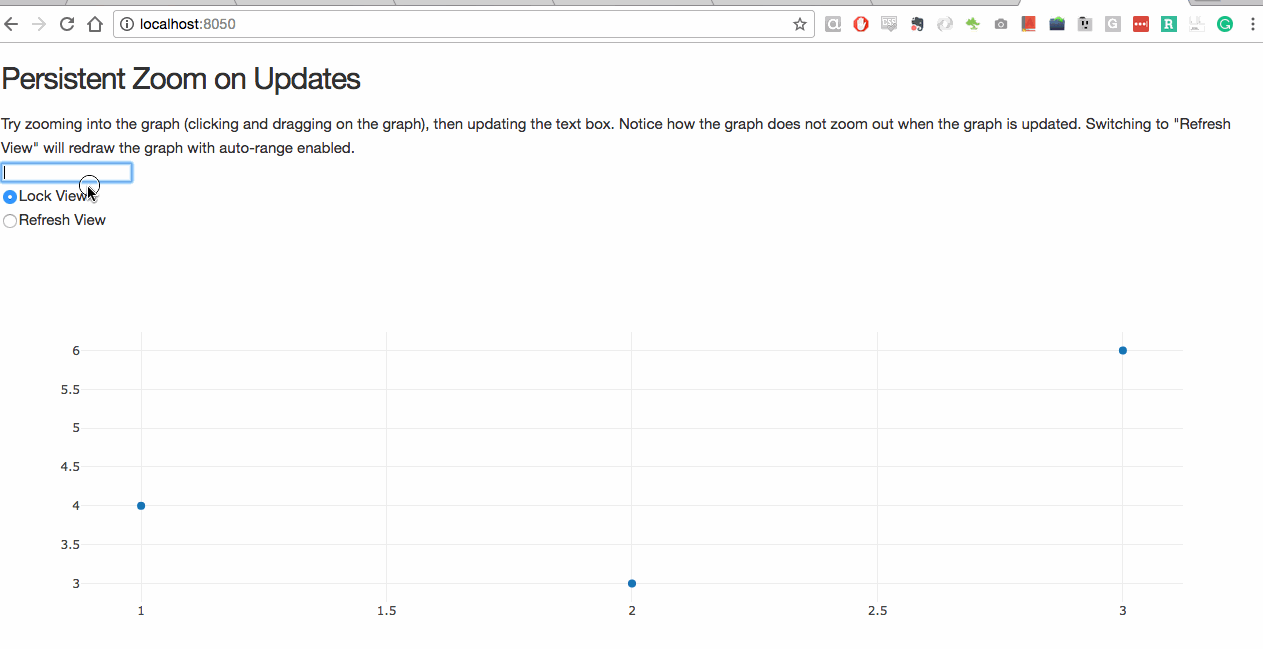 localhost:8050
Persistent Zoom on Updates
Try zooming into the graph (clicking and dragging on the graph), then updating the text box. Notice how the graph does not zoom out when the graph is updated. Switching to "Refresh
View" will redraw the graph with auto-range enabled.
Lock View
Refresh View
6
5.5
5
4.5
4
3.5
3
1 1.5 2 2.5 3